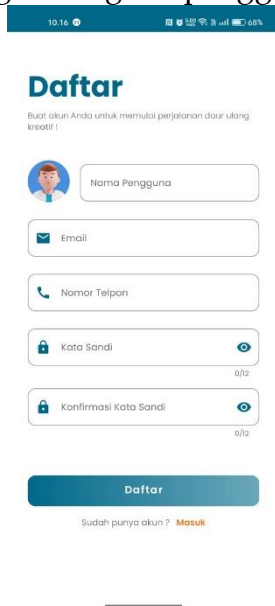 10.16
68%
Daftar
Buat akun Anda untuk memulai perjalanan daur ulang
kreatif !
Nama Pengguna
Email
Nomor Telpon
Kata Sandi
0/12
Konfirmasi Kata Sandi
0/12
Daftar
Sudah punya akun ? Masuk